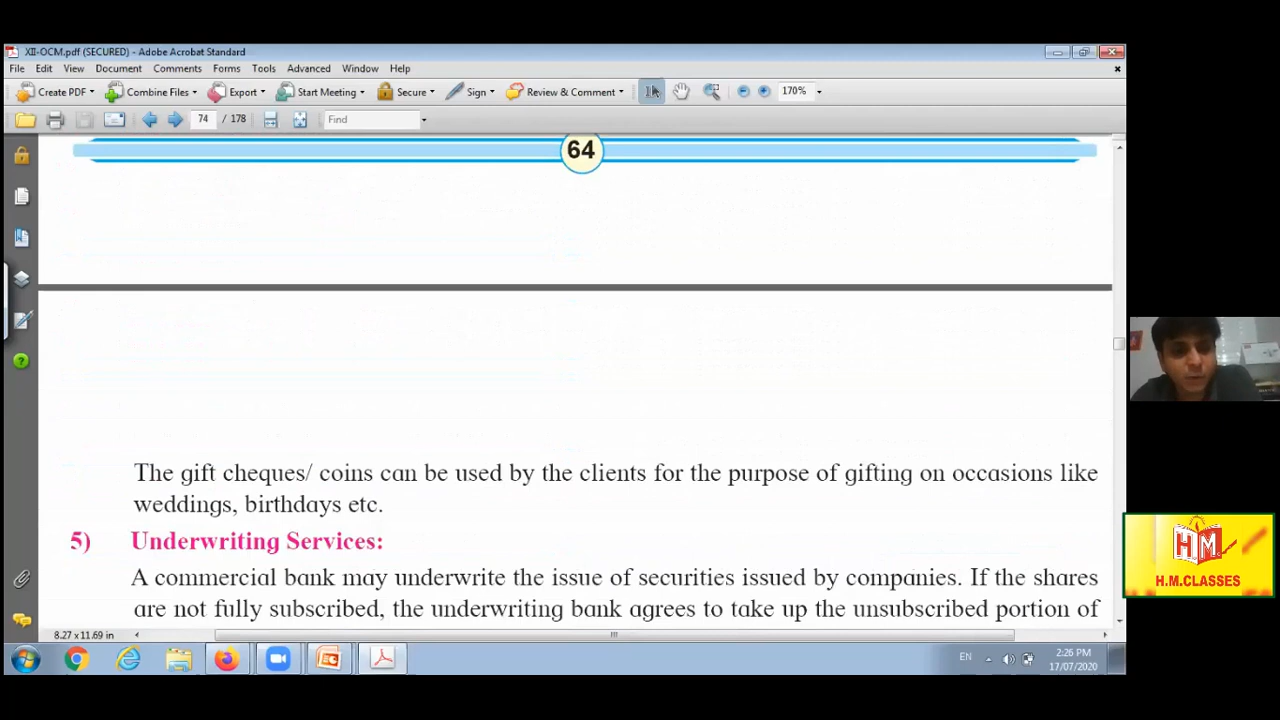 XII-OCM.pdf (SECURED) - Adobe Acrobat Standard
File Edit View Document Comments Forms Tools Advanced Window Help
Create PDF Combine Files Export Start Meeting Secure Sign Review & Comment 170%
74 / 178 Find
64
The gift cheques/ coins can be used by the clients for the purpose of gifting on occasions like
weddings, birthdays etc.
5) Underwriting Services:
A commercial bank may underwrite the issue of securities issued by companies. If the shares
are not fully subscribed, the underwriting bank agrees to take up the unsubscribed portion of
8.27 x 11.69 in
HM
H.M.CLASSES
EN
2:26 PM
17/07/2020